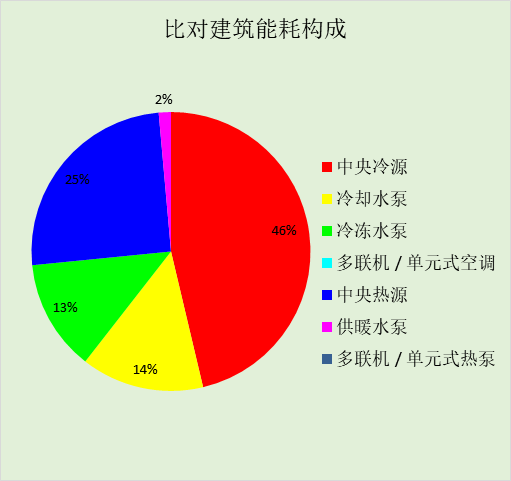 比对建筑能耗构成
2%
25%
46%
13%
14%
中央冷源
冷却水泵
冷冻水泵
多联机 / 单元式空调
中央热源
供暖水泵
多联机 / 单元式热泵